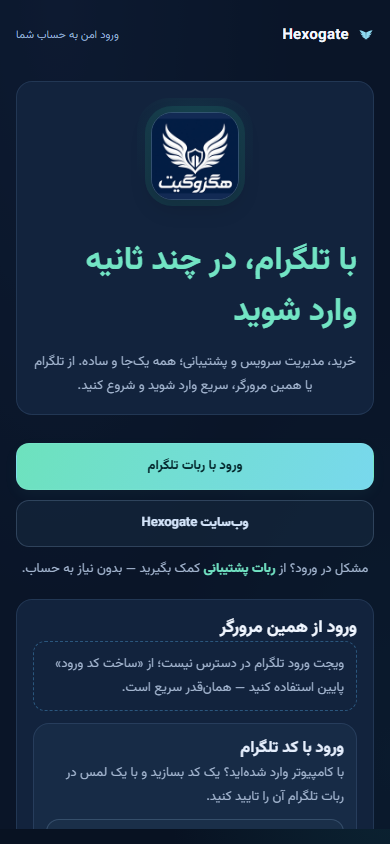 Hexogate
ورود امن به حساب شما
هگزوگیت
با تلگرام، در چند ثانیه
وارد شوید
خرید، مدیریت سرویس و پشتیبانی؛ همه یک‌جا و ساده. از تلگرام
یا همین مرورگر، سریع وارد شوید و شروع کنید.
ورود با ربات تلگرام
وب‌سایت Hexogate
مشکل در ورود؟ از ربات پشتیبانی کمک بگیرید — بدون نیاز به حساب.
ورود از همین مرورگر
ویجت ورود تلگرام در دسترس نیست؛ از «ساخت کد ورود»
پایین استفاده کنید — همان‌قدر سریع است.
ورود با کد تلگرام
با کامپیوتر وارد شده‌اید؟ یک کد بسازید و با یک لمس در
ربات تلگرام آن را تایید کنید.